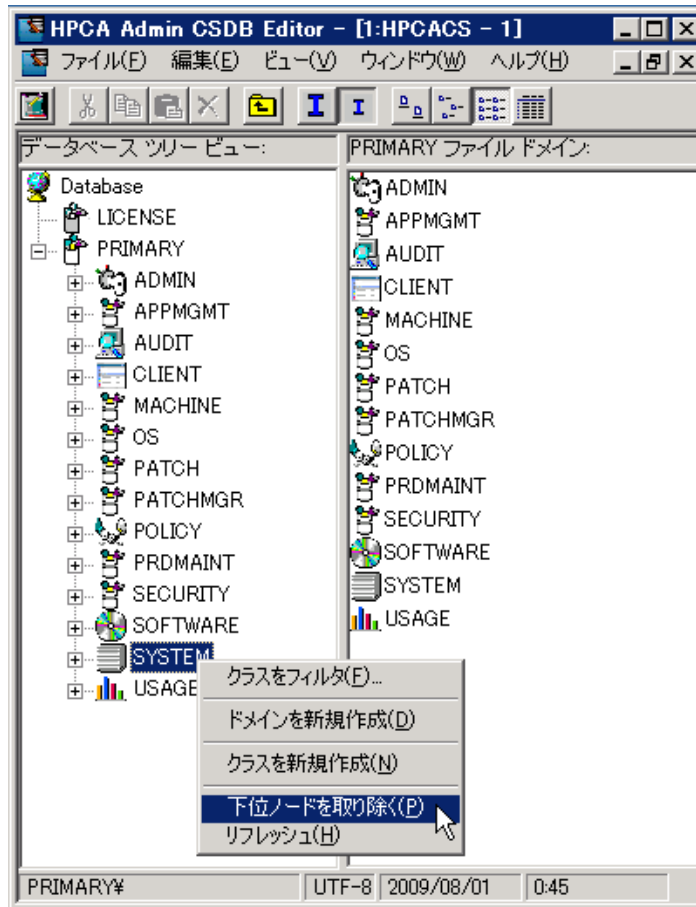 HPCA Admin CSDB Editor - [1:HPCACS - 1]
ファイル(F) 編集(E) ビュー(V) ウィンドウ(W) ヘルプ(H)
データベース ツリー ビュー:
Database
LICENSE
PRIMARY
ADMIN
APPMGMT
AUDIT
CLIENT
MACHINE
OS
PATCH
PATCHMGR
POLICY
PRDMAINT
SECURITY
SOFTWARE
SYSTEM
USAGE
PRIMARY ファイル ドメイン:
ADMIN
APPMGMT
AUDIT
CLIENT
MACHINE
OS
PATCH
PATCHMGR
POLICY
PRDMAINT
SECURITY
SOFTWARE
SYSTEM
USAGE
クラスをフィルタ(F)...
ドメインを新規作成(D)
クラスを新規作成(N)
下位ノードを取り除く(P)
リフレッシュ(H)
PRIMARY¥ UTF-8 2009/08/01 0:45